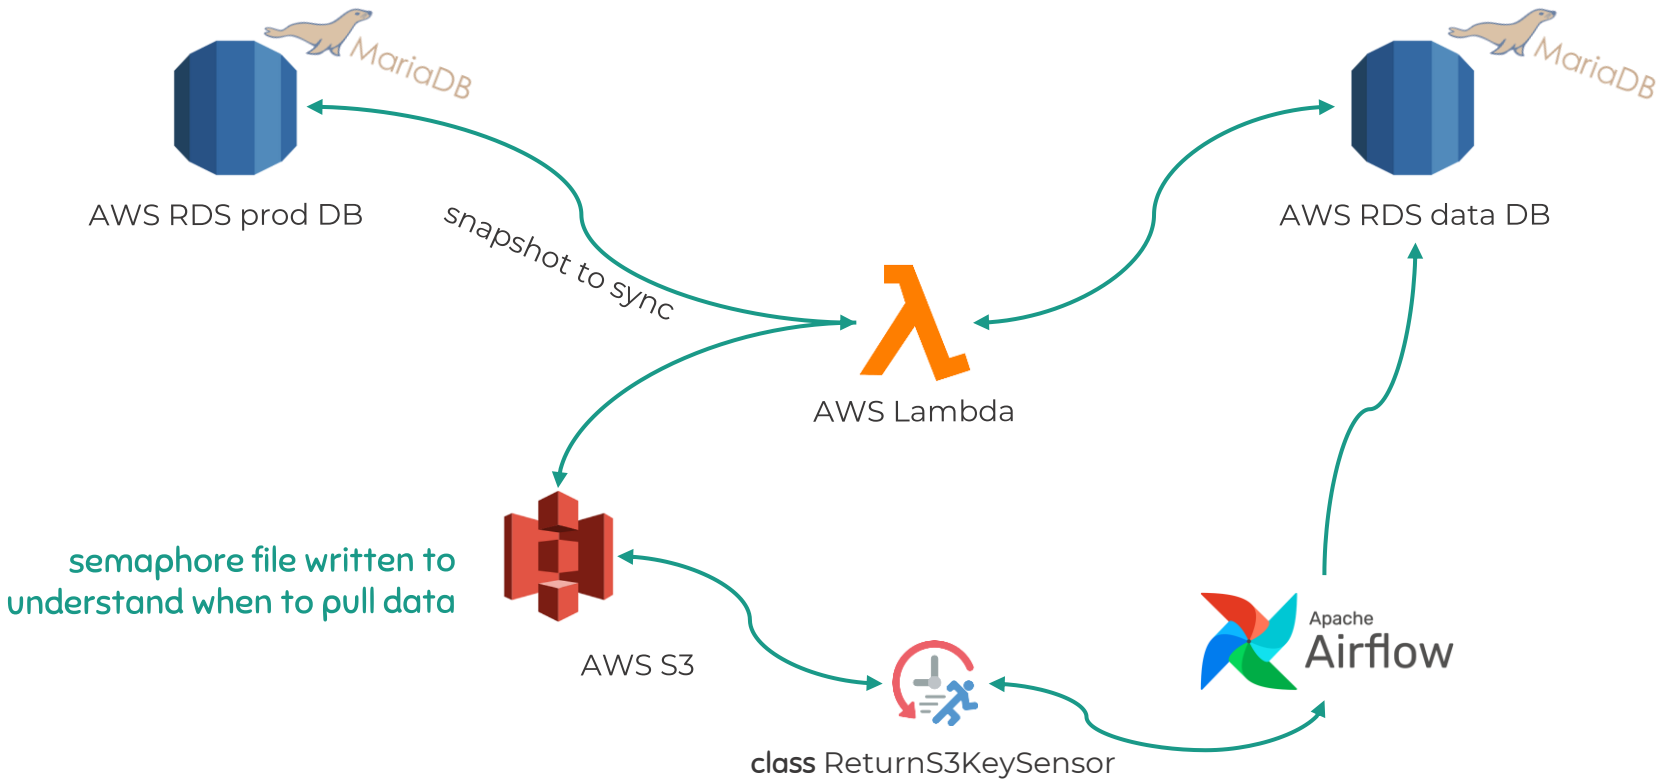 MariaDB
MariaDB
AWS RDS prod DB
AWS RDS data DB
snapshot to sync
AWS Lambda
semaphore file written to
understand when to pull data
AWS S3
Apache
Airflow
class ReturnS3KeySensor